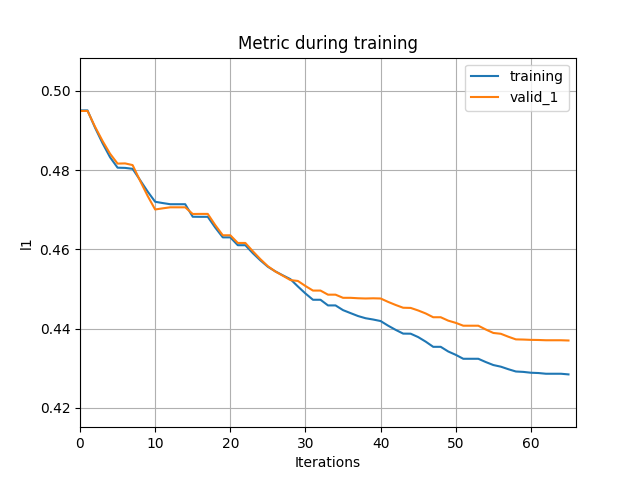 Metric during training
training
valid_1
0.50
0.48
0.46
0.44
0.42
l1
0 10 20 30 40 50 60
Iterations